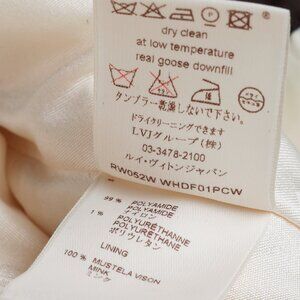 dry clean
at low temperature
real goose downfill
タンブラー乾燥しないで下さい。
ドライクリーニングできます
LVJグループ(株)
03-3478-2100
ルイ・ヴィトンジャパン
RW052W WHDF01PCW
99 % POLYAMIDE
POLYAMIDE
ナイロン
1 % POLYURÉTHANNE
POLYURETHANE
ポリウレタン
LINING
100 % MUSTELA VISON
MINK
ミンク